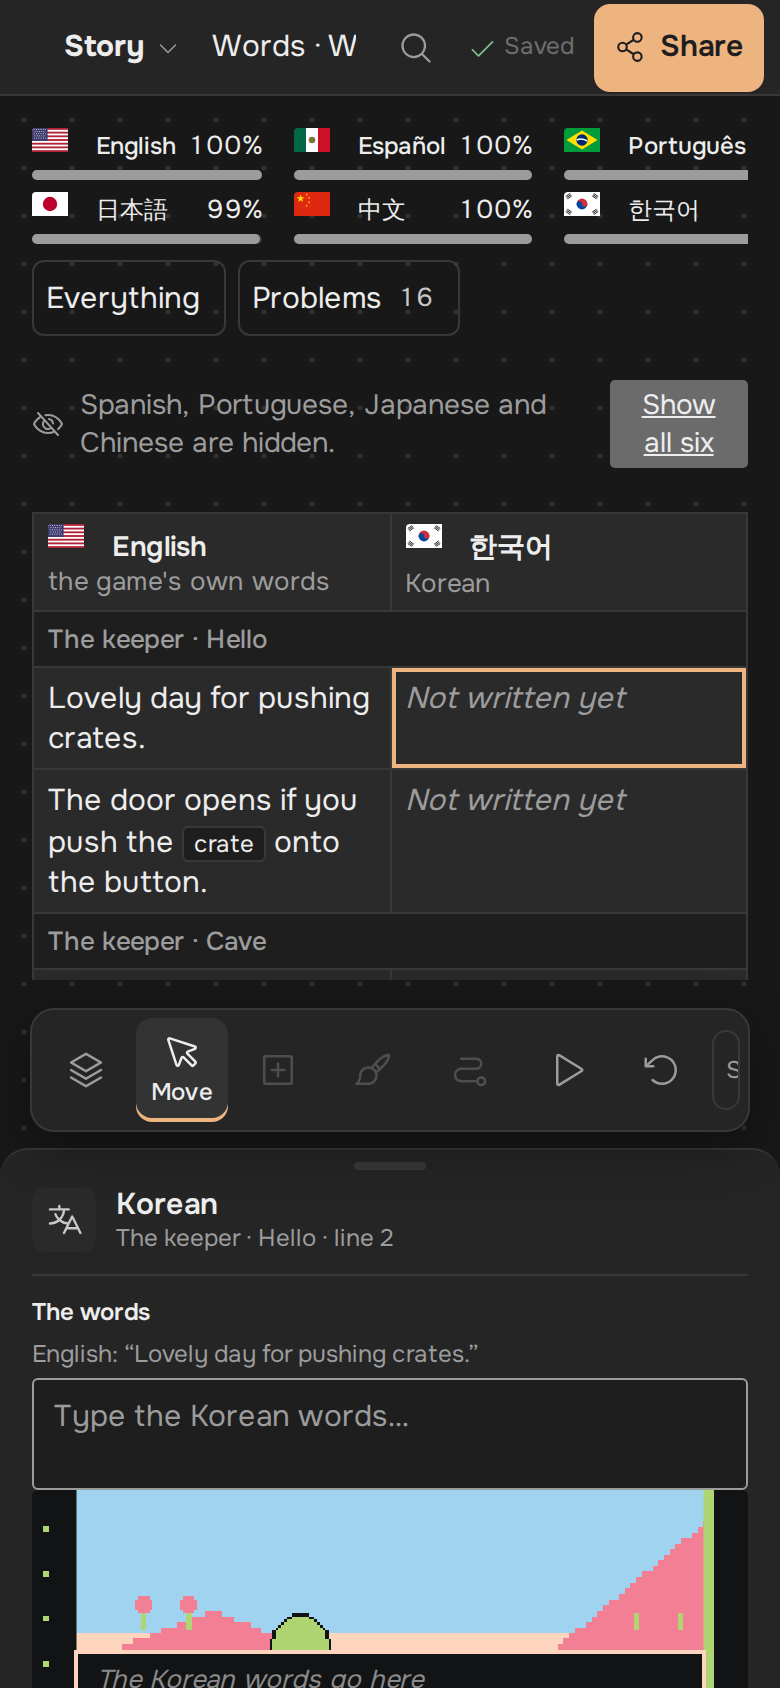 Story
Words · W
Saved
Share
English 100%
Español 100%
Português
日本語 99%
中文 100%
한국어
Everything
Problems 16
Spanish, Portuguese, Japanese and
Chinese are hidden.
Show
all six
English
the game's own words
한국어
Korean
The keeper · Hello
Lovely day for pushing
crates.
Not written yet
The door opens if you
push the crate onto
the button.
Not written yet
The keeper · Cave
Move
S
Korean
The keeper · Hello · line 2
The words
English: “Lovely day for pushing crates.”
Type the Korean words...
The Korean words go here